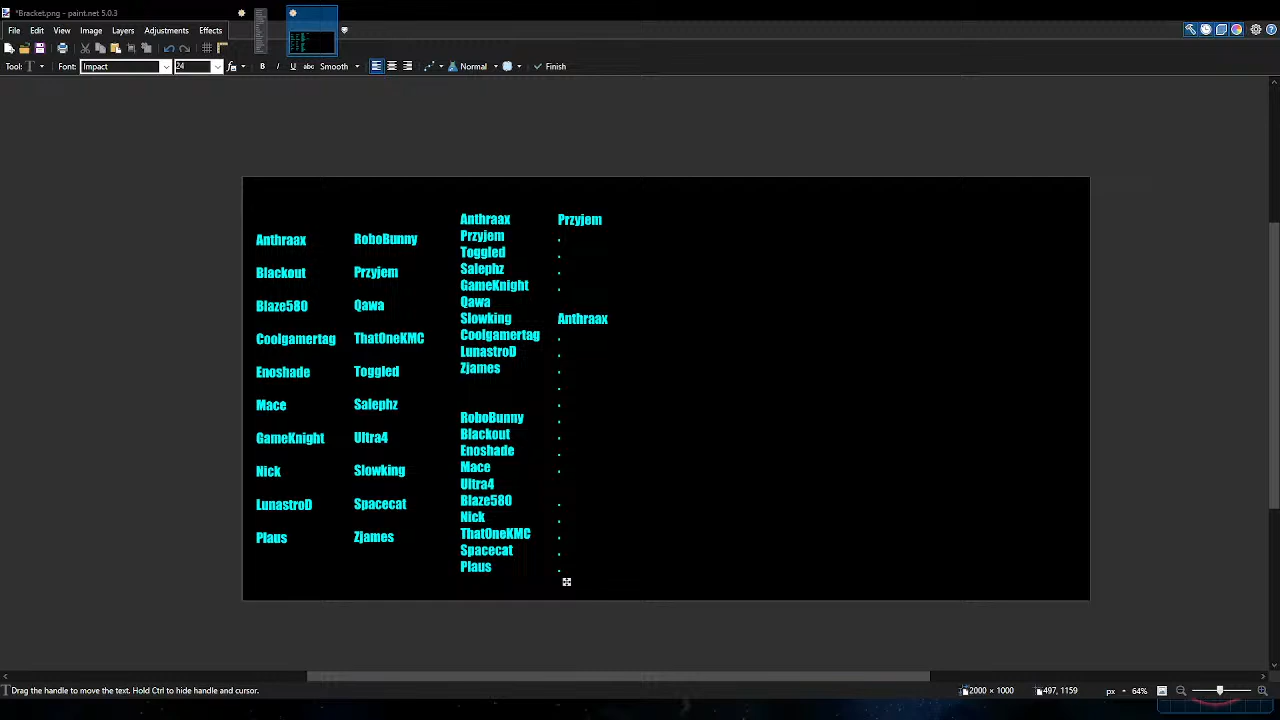 *Bracket.png - paint.net 5.0.3
File Edit View Image Layers Adjustments Effects
Tool: T Font: Impact 24 B I U abc Smooth Normal Finish
Anthraax
Blackout
Blaze580
Coolgamertag
Enoshade
Mace
GameKnight
Nick
LunastroD
Plaus
RoboBunny
Przyjem
Qawa
ThatOneKMC
Toggled
Salephz
Ultra4
Slowking
Spacecat
Zjames
Anthraax
Przyjem
Toggled
Salephz
GameKnight
Qawa
Slowking
Coolgamertag
LunastroD
Zjames
RoboBunny
Blackout
Enoshade
Mace
Ultra4
Blaze580
Nick
ThatOneKMC
Spacecat
Plaus
Przyjem
.
.
.
.
Anthraax
.
.
.
.
.
.
.
.
.
.
.
.
.
.
Drag the handle to move the text. Hold Ctrl to hide handle and cursor. 2000 × 1000 497, 1159 px 64%